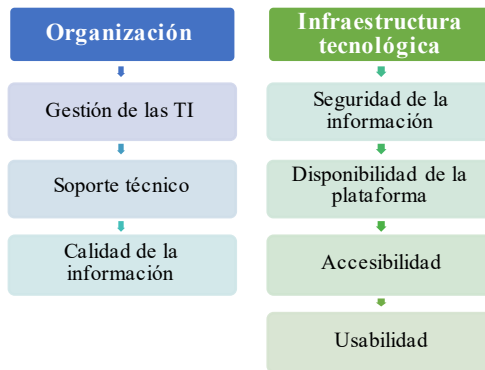 Organización
Gestión de las TI
Soporte técnico
Calidad de la
información
Infraestructura
tecnológica
Seguridad de la
información
Disponibilidad de la
plataforma
Accesibilidad
Usabilidad